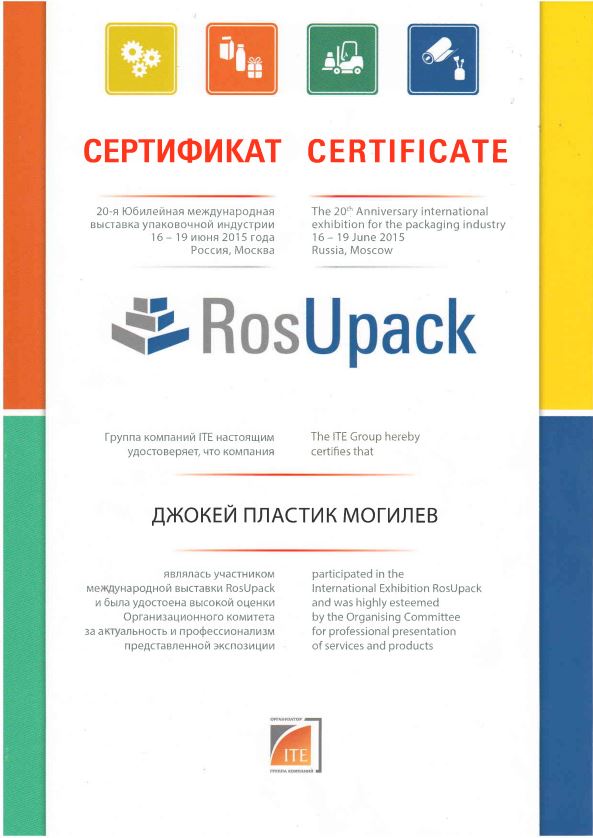 СЕРТИФИКАТ
CERTIFICATE
20-я Юбилейная международная
выставка упаковочной индустрии
16 – 19 июня 2015 года
Россия, Москва
The 20th Anniversary international
exhibition for the packaging industry
16 – 19 June 2015
Russia, Moscow
RosUpack
Группа компаний ITE настоящим
удостоверяет, что компания
The ITE Group hereby
certifies that
ДЖОКЕЙ ПЛАСТИК МОГИЛЕВ
являлась участником
международной выставки RosUpack
и была удостоена высокой оценки
Организационного комитета
за актуальность и профессионализм
представленной экспозиции
participated in the
International Exhibition RosUpack
and was highly esteemed
by the Organising Committee
for professional presentation
of services and products
ОРГАНИЗАТОР
ITE
ГРУППА КОМПАНИЙ